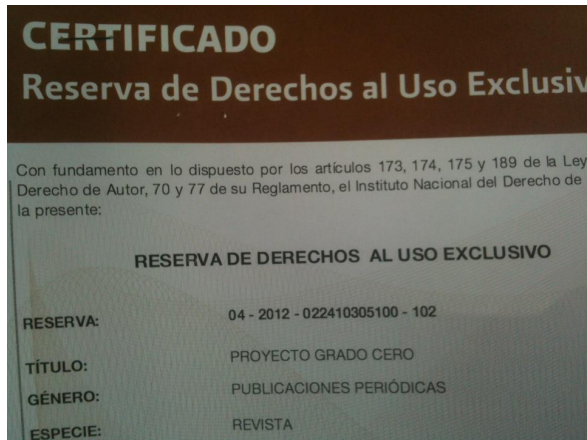 CERTIFICADO
Reserva de Derechos al Uso Exclusiv
Con fundamento en lo dispuesto por los artículos 173, 174, 175 y 189 de la Ley
Derecho de Autor, 70 y 77 de su Reglamento, el Instituto Nacional del Derecho de
la presente:
RESERVA DE DERECHOS AL USO EXCLUSIVO
RESERVA: 04 - 2012 - 022410305100 - 102
TÍTULO: PROYECTO GRADO CERO
GÉNERO: PUBLICACIONES PERIÓDICAS
ESPECIE: REVISTA